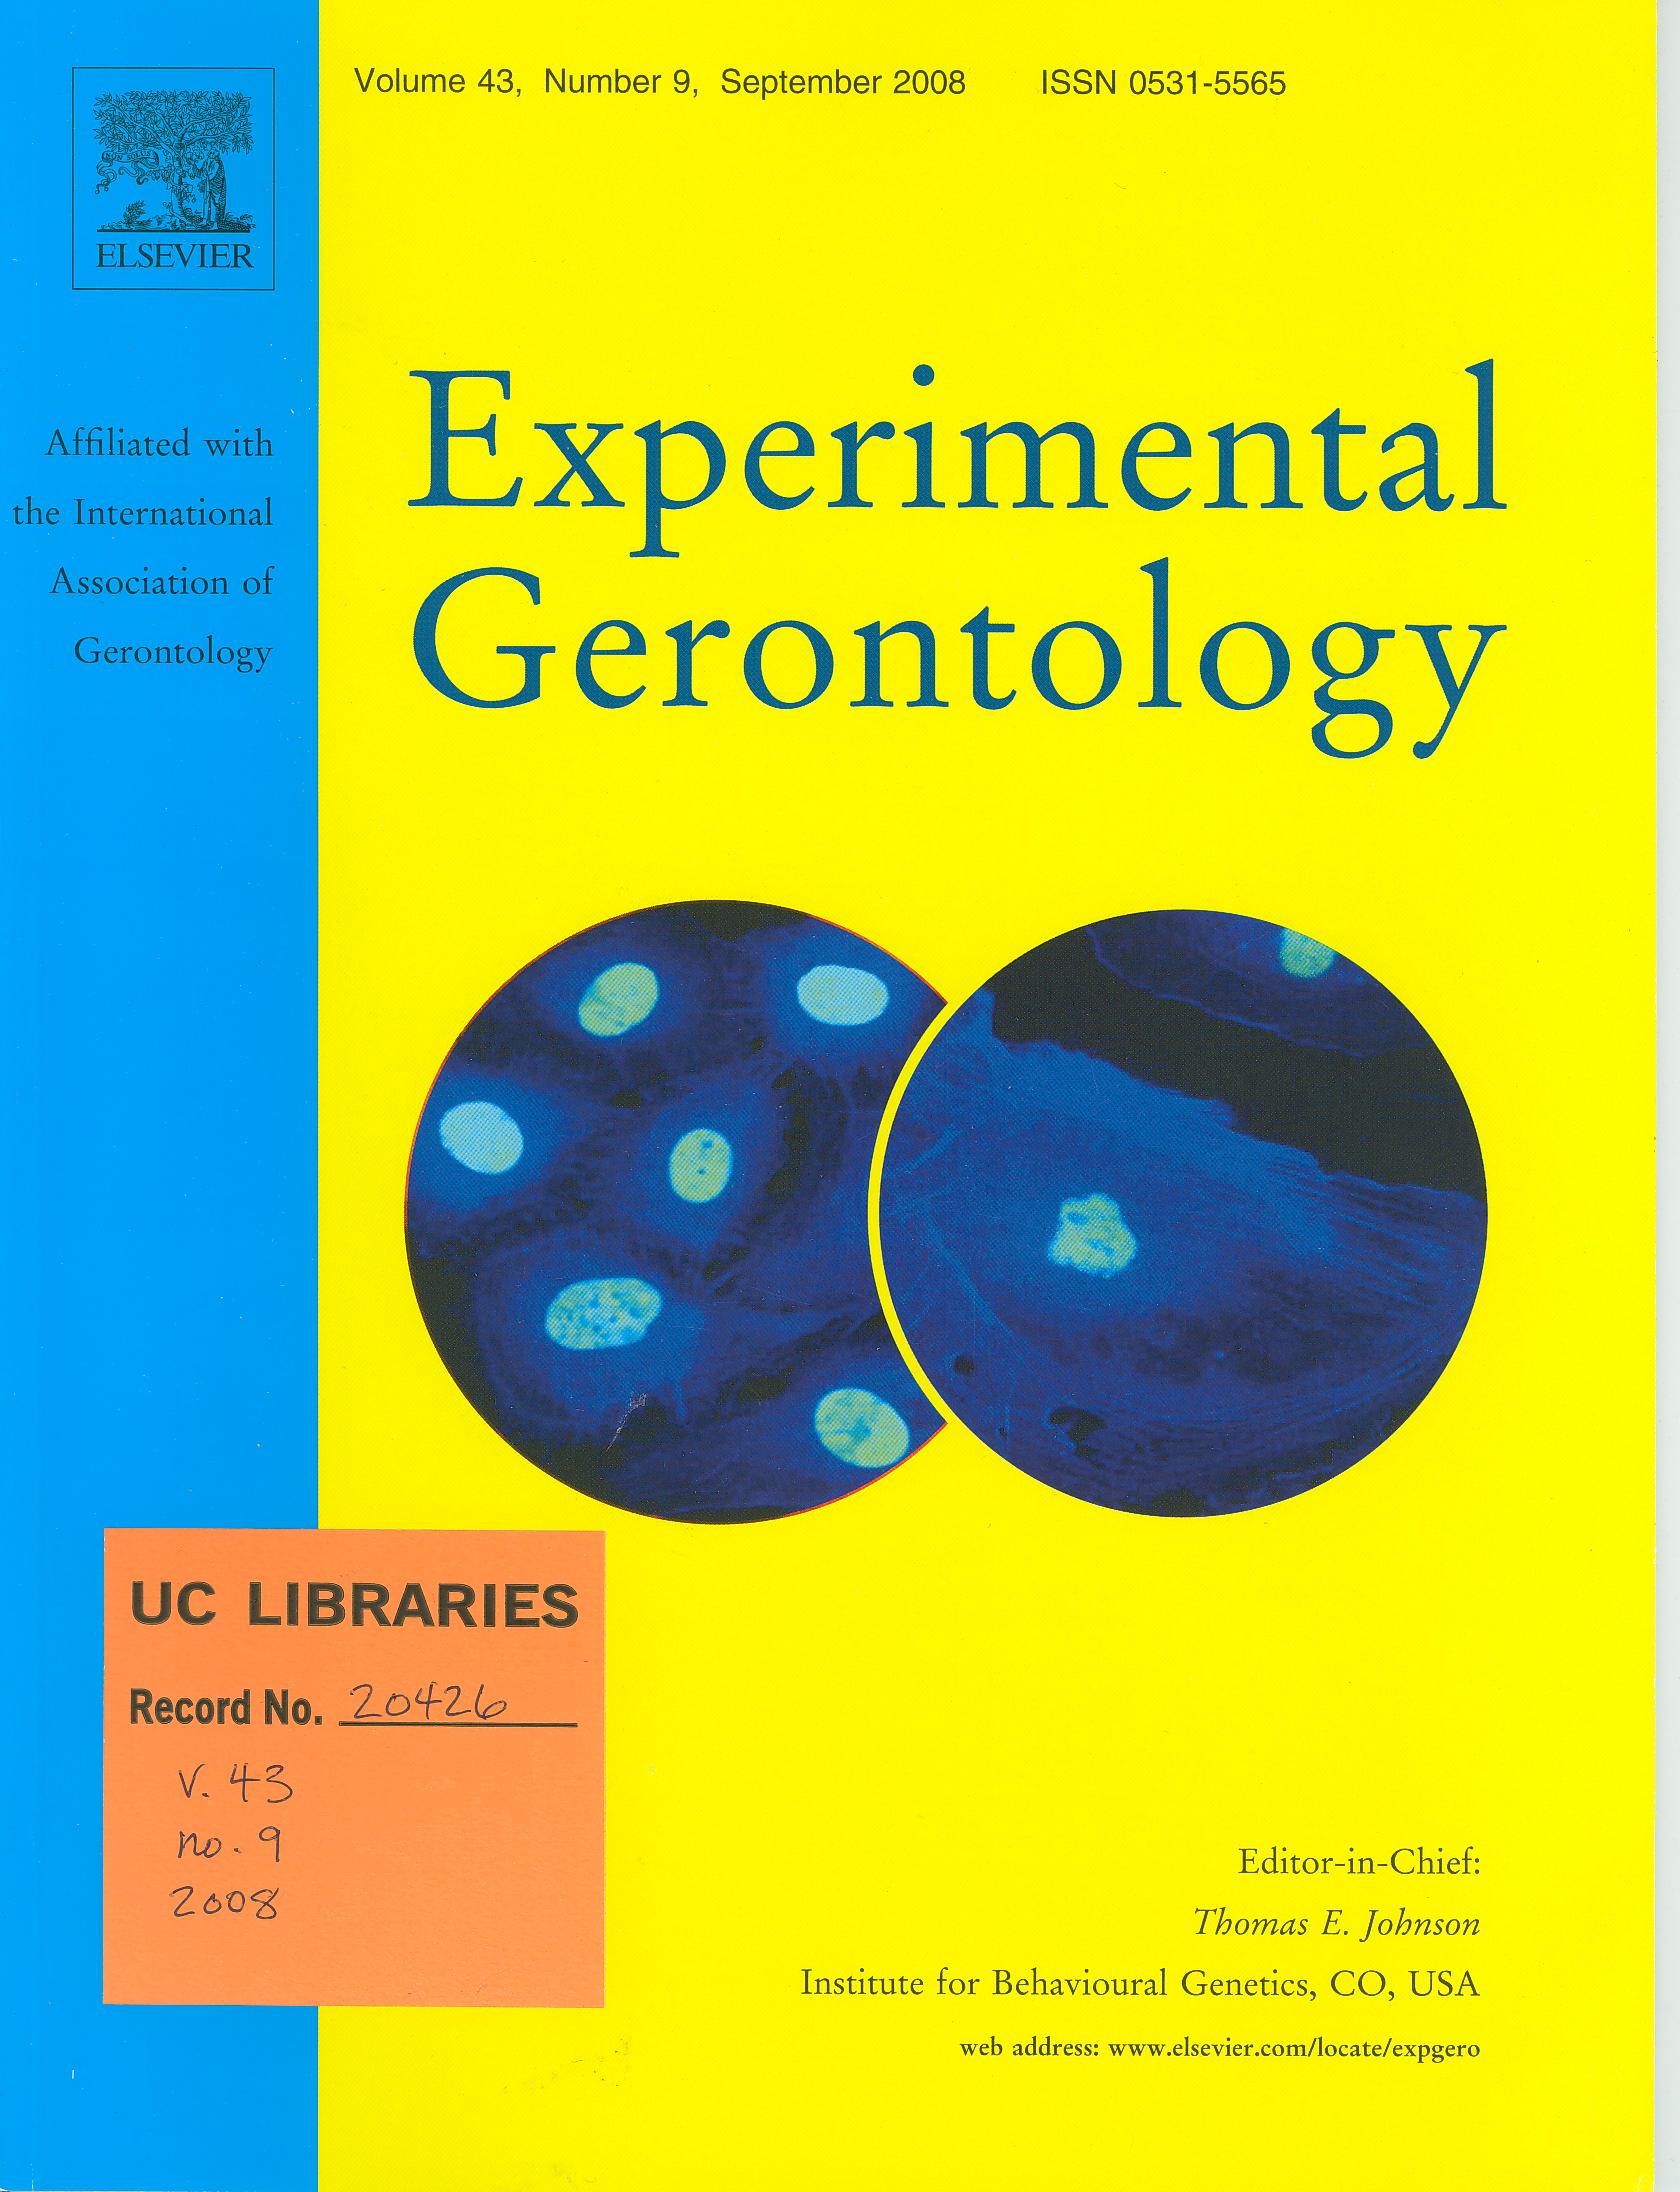 Volume 43, Number 9, September 2008 ISSN 0531-5565
ELSEVIER
Affiliated with
the International
Association of
Gerontology
Experimental
Gerontology
UC LIBRARIES
Record No. 20426
V. 43
no. 9
2008
Editor-in-Chief:
Thomas E. Johnson
Institute for Behavioural Genetics, CO, USA
web address: www.elsevier.com/locate/expgero